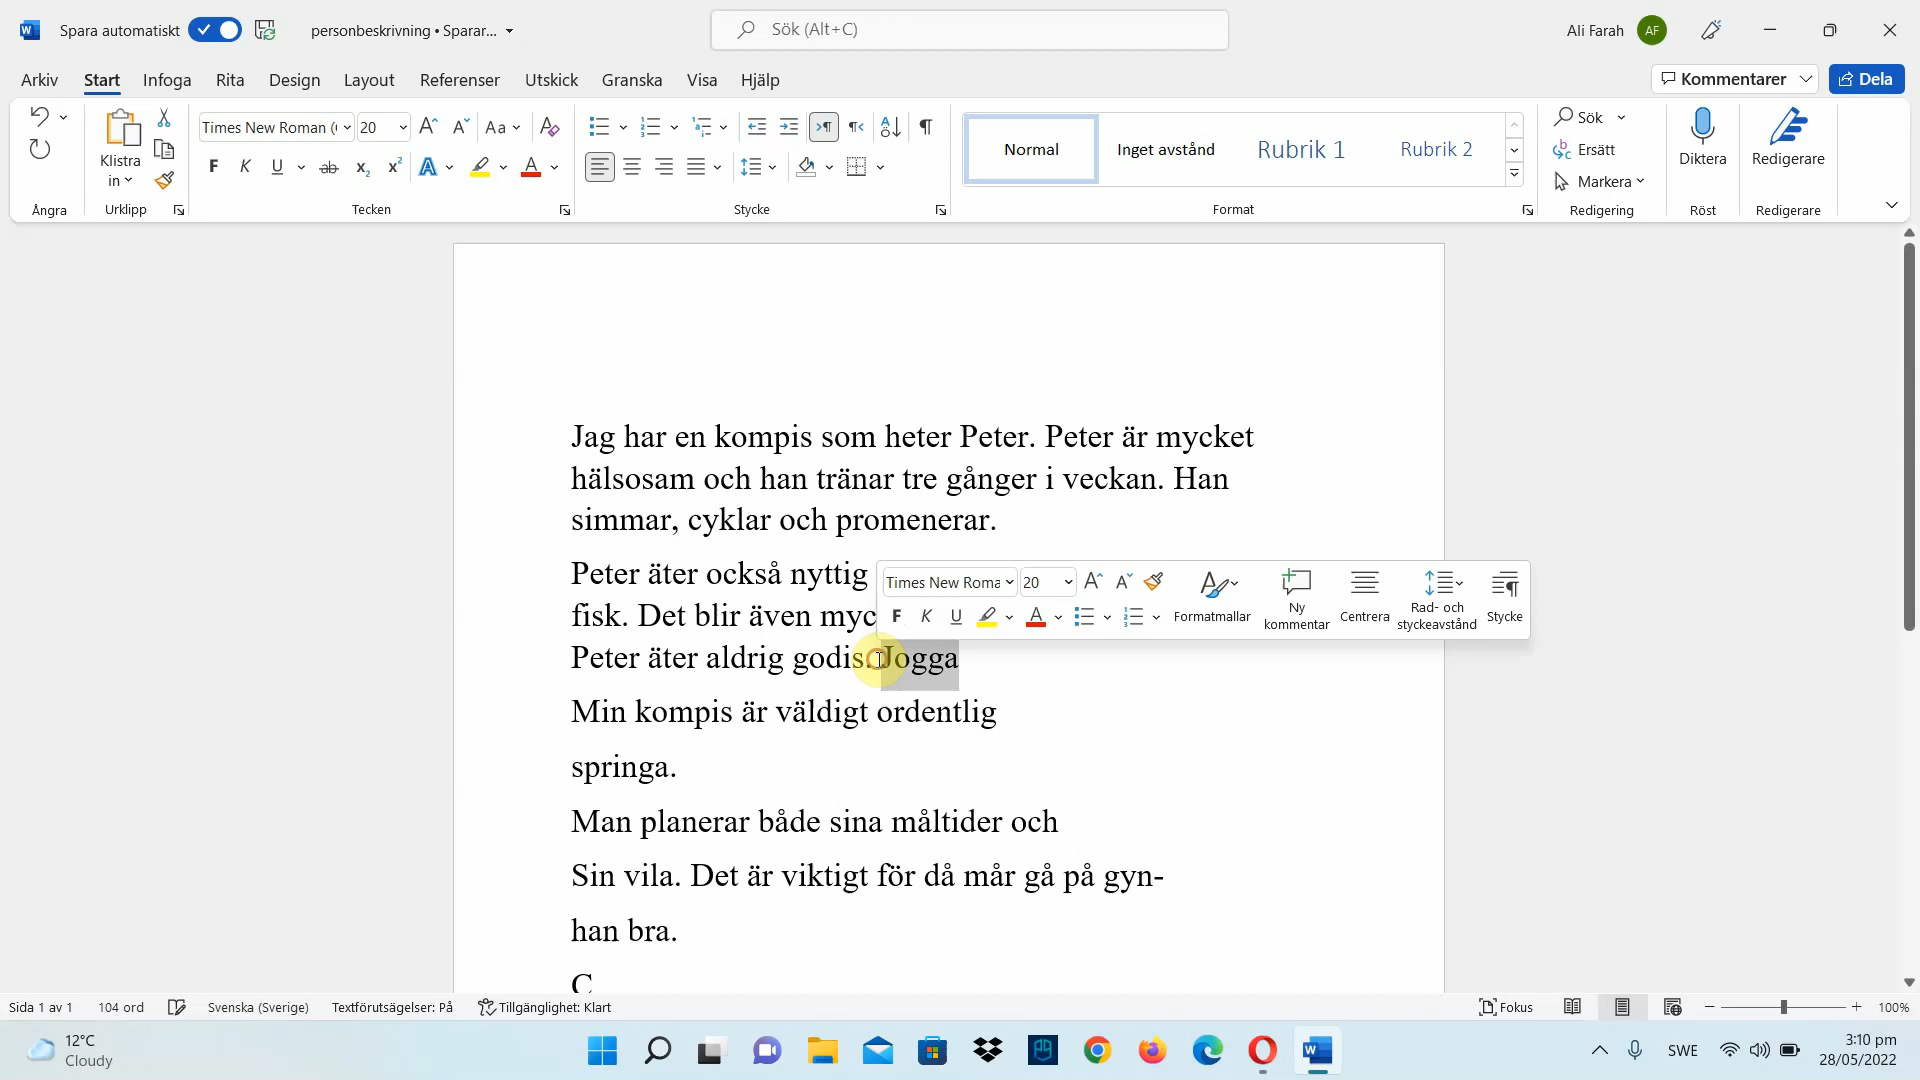 Spara automatiskt
personbeskrivning • Sparar...
Sök (Alt+C)
Ali Farah
AF
Arkiv Start Infoga Rita Design Layout Referenser Utskick Granska Visa Hjälp
Kommentarer
Dela
Klistra
in
Times New Roman (
20
Aa
F K U ab x₂ x² A A
Normal
Inget avstånd
Rubrik 1
Rubrik 2
Sök
Ersätt
Markera
Diktera
Redigerare
Ångra
Urklipp
Tecken
Stycke
Format
Redigering
Röst
Redigerare
Jag har en kompis som heter Peter. Peter är mycket
hälsosam och han tränar tre gånger i veckan. Han
simmar, cyklar och promenerar.
Peter äter också nyttig
fisk. Det blir även myc
Peter äter aldrig godis. Jogga
Times New Roma
20
F K U A
Formatmallar
Ny
kommentar
Centrera
Rad- och
styckeavstånd
Stycke
Min kompis är väldigt ordentlig
springa.
Man planerar både sina måltider och
Sin vila. Det är viktigt för då mår gå på gyn-
han bra.
C
Sida 1 av 1
104 ord
Svenska (Sverige)
Textförutsägelser: På
Tillgänglighet: Klart
Fokus
100%
12°C
Cloudy
SWE
3:10 pm
28/05/2022